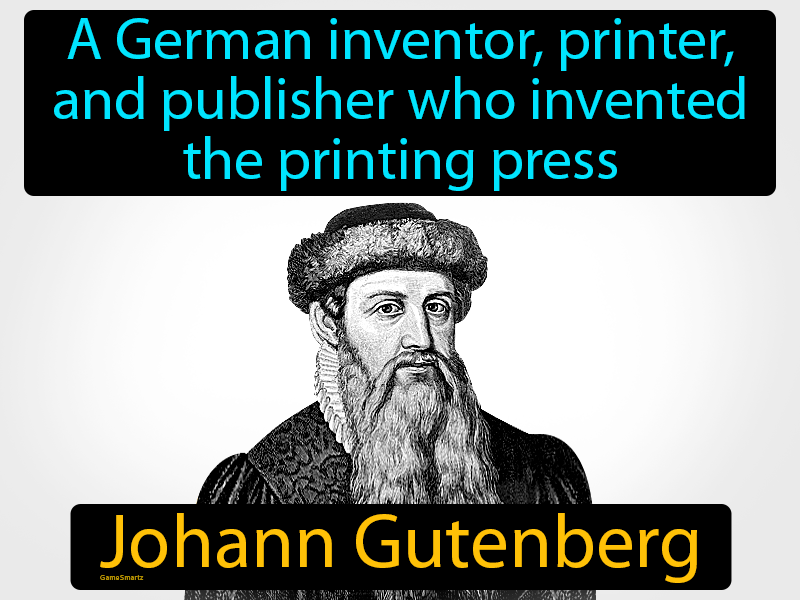 A German inventor, printer,
and publisher who invented
the printing press
Johann Gutenberg
GameSmartz